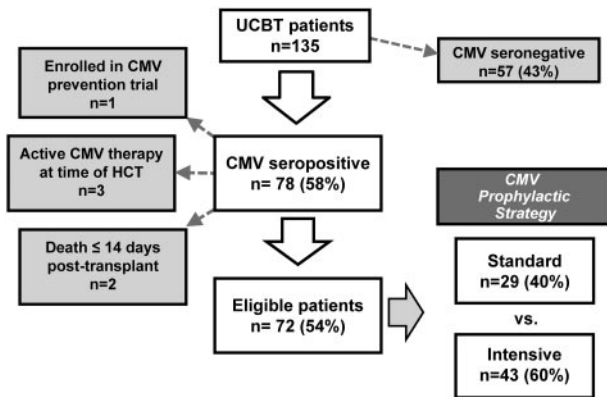 UCBT patients
n=135
CMV seronegative
n=57 (43%)
Enrolled in CMV
prevention trial
n=1
Active CMV therapy
at time of HCT
n=3
Death ≤ 14 days
post-transplant
n=2
CMV seropositive
n= 78 (58%)
Eligible patients
n= 72 (54%)
CMV
Prophylactic
Strategy
Standard
n=29 (40%)
vs.
Intensive
n=43 (60%)